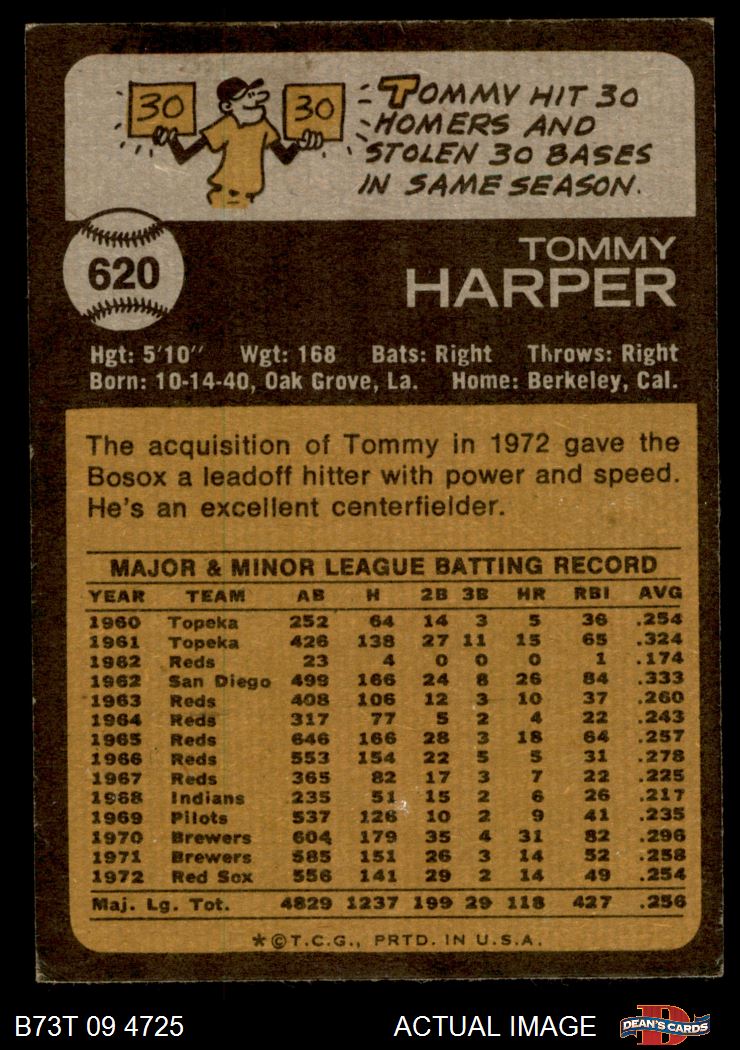 30 30 TOMMY HIT 30
HOMERS AND
STOLEN 30 BASES
IN SAME SEASON.
620
TOMMY
HARPER
Hgt: 5'10" Wgt: 168 Bats: Right Throws: Right
Born: 10-14-40, Oak Grove, La. Home: Berkeley, Cal.
The acquisition of Tommy in 1972 gave the
Bosox a leadoff hitter with power and speed.
He's an excellent centerfielder.
MAJOR & MINOR LEAGUE BATTING RECORD
YEAR TEAM AB H 2B 3B HR RBI AVG
1960 Topeka 252 64 14 3 5 36 .254
1961 Topeka 426 138 27 11 15 65 .324
1962 Reds 23 4 0 0 0 1 .174
1962 San Diego 499 166 24 8 26 84 .333
1963 Reds 408 106 12 3 10 37 .260
1964 Reds 317 77 5 2 4 22 .243
1965 Reds 646 166 28 3 18 64 .257
1966 Reds 553 154 22 5 5 31 .278
1967 Reds 365 82 17 3 7 22 .225
1968 Indians 235 51 15 2 6 26 .217
1969 Pilots 537 126 10 2 9 41 .235
1970 Brewers 604 179 35 4 31 82 .296
1971 Brewers 585 151 26 3 14 52 .258
1972 Red Sox 556 141 29 2 14 49 .254
Maj. Lg. Tot. 4829 1237 199 29 118 427 .256
*©T.C.G., PRTD. IN U.S.A.
B73T 09 4725 ACTUAL IMAGE D DEAN'S CARDS